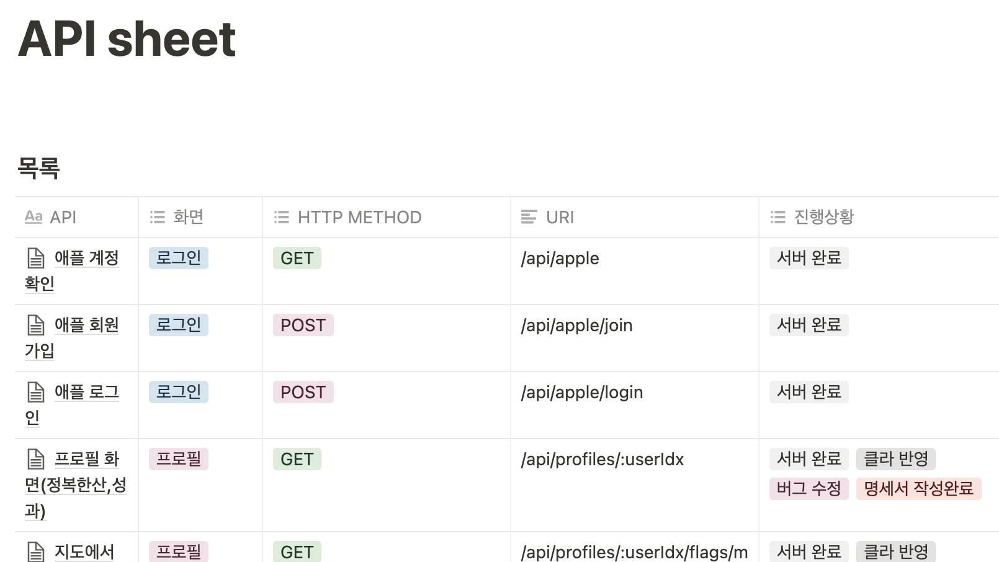 API sheet
목록
Aa API 화면 HTTP METHOD URI 진행상황
애플 계정 로그인 GET /api/apple 서버 완료
확인
애플 회원 로그인 POST /api/apple/join 서버 완료
가입
애플 로그 로그인 POST /api/apple/login 서버 완료
인
프로필 화 프로필 GET /api/profiles/:userIdx 서버 완료 클라 반영
면(정복한산,성 버그 수정 명세서 작성완료
과)
지도에서 프로필 GET /api/profiles/:userIdx/flags/m 서버 완료 클라 반영